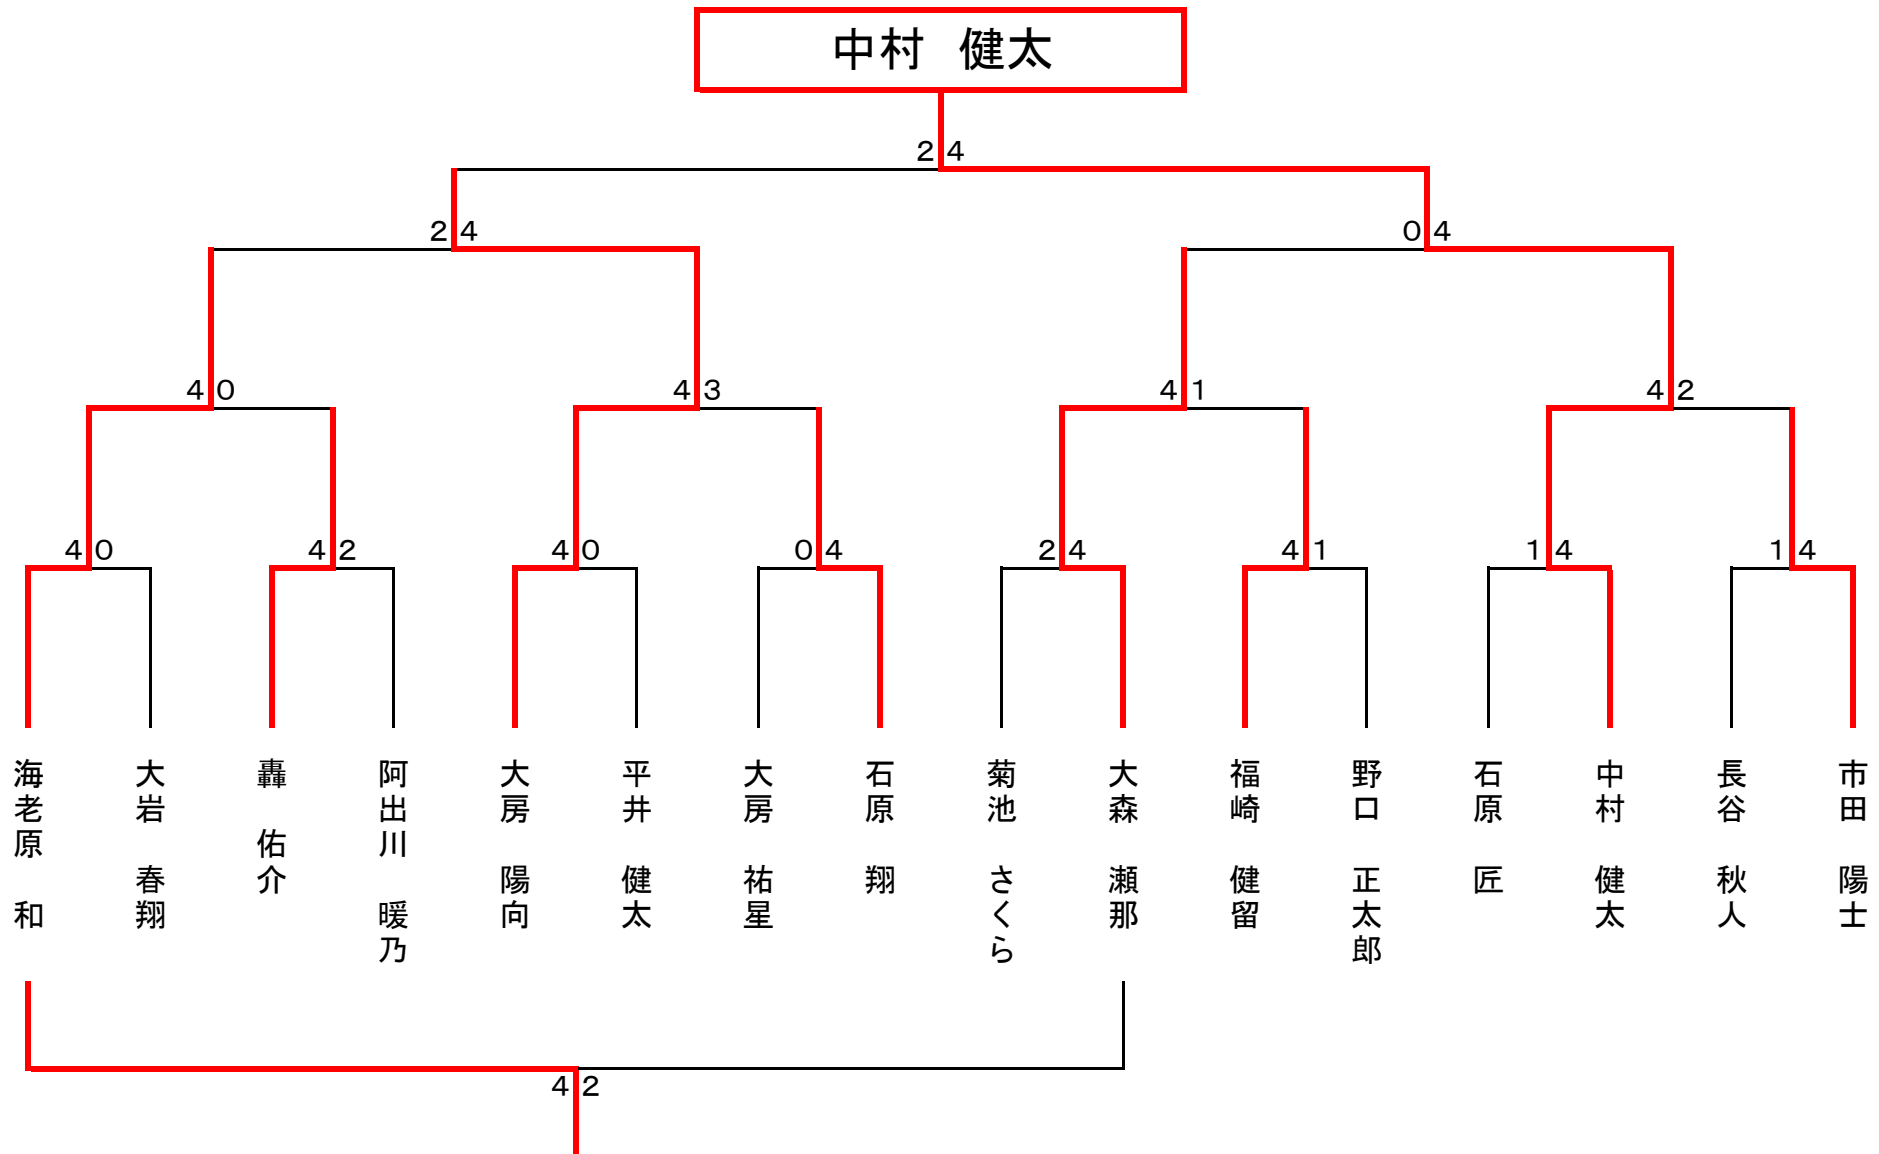 中村　健太
2 4
2 4
0 4
4 0
4 3
4 1
4 2
4 0
4 2
4 0
0 4
2 4
4 1
1 4
1 4
海老原　和
大岩　春翔
轟　佑介
阿出川　暖乃
大房　陽向
平井　健太
大房　祐星
石原　翔
菊池　さくら
大森　瀬那
福崎　健留
野口　正太郎
石原　匠
中村　健太
長谷　秋人
市田　陽士
4 2